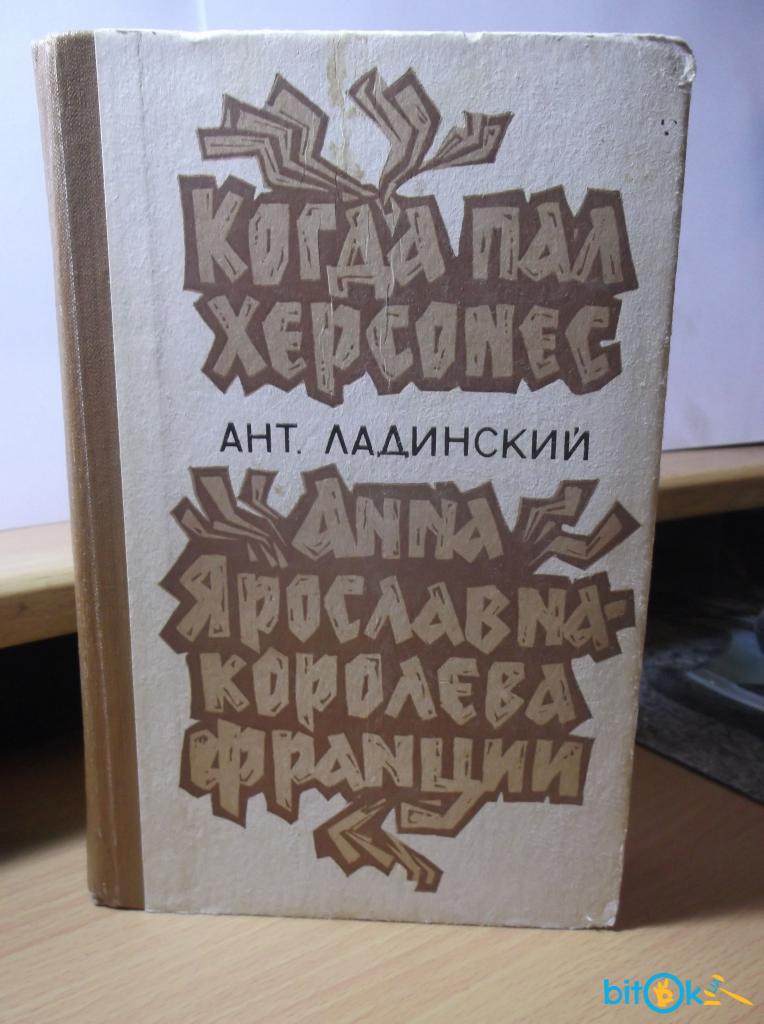 Когда пал
Херсонес
АНТ. ЛАДИНСКИЙ
Анна
Ярославна-
королева
Франции
bitok